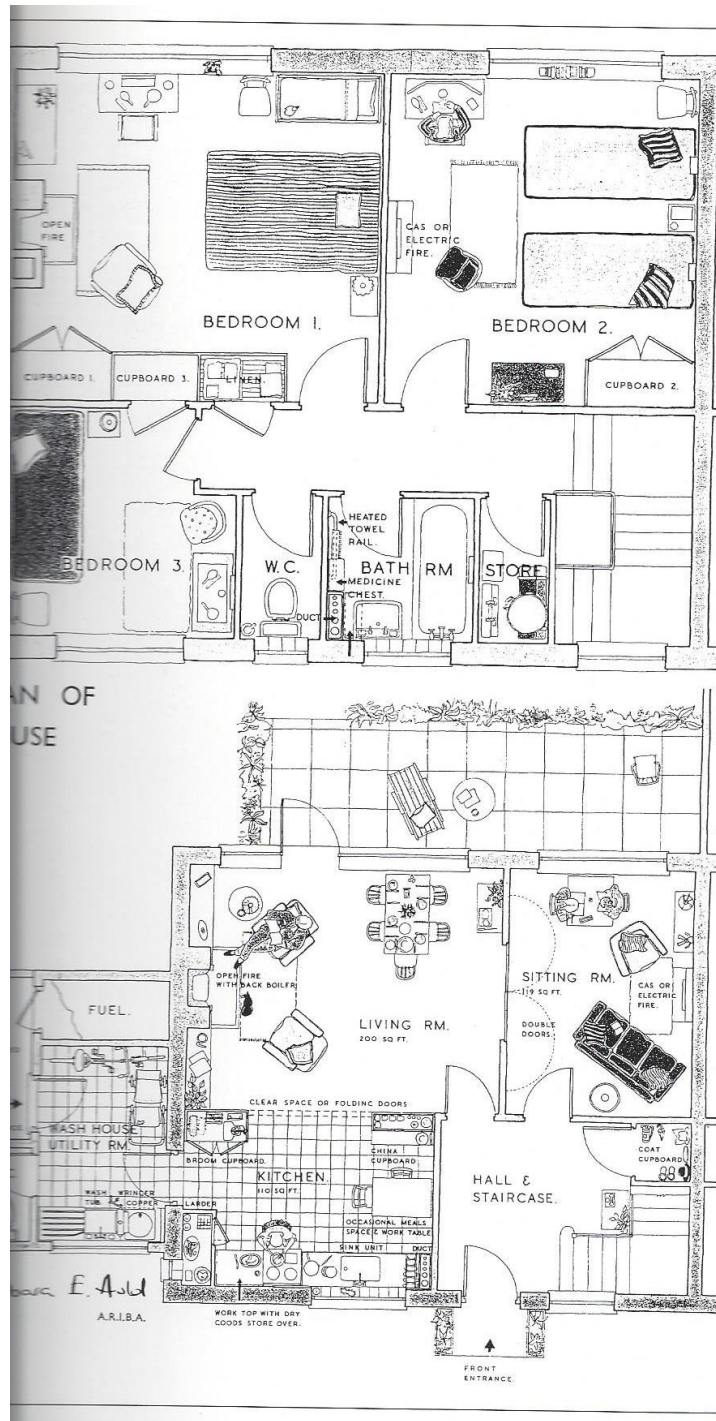 OPEN
FIRE
GAS OR
ELECTRIC
FIRE.
BEDROOM 1.
BEDROOM 2.
CUPBOARD 1.
CUPBOARD 3.
LINEN.
CUPBOARD 2.
BEDROOM 3.
W.C.
HEATED
TOWEL
RAIL.
BATH RM
MEDICINE
CHEST.
DUCT
STORE
AN OF
USE
OPEN FIRE
WITH BACK BOILER
LIVING RM.
200 SQ FT.
SITTING RM.
119 SQ FT.
GAS OR
ELECTRIC
FIRE.
DOUBLE
DOORS.
FUEL.
WASH HOUSE
UTILITY RM.
CLEAR SPACE OR FOLDING DOORS
BROOM CUPBOARD.
CHINA
CUPBOARD
KITCHEN.
110 SQ FT.
HALL &
STAIRCASE.
COAT
CUPBOARD
WASH
TUB.
WRINGER
COPPER
LARDER
OCCASIONAL MEALS
SPACE & WORK TABLE
SINK UNIT
DUCT
bara E. Auld
A.R.I.B.A.
WORK TOP WITH DRY
GOODS STORE OVER.
FRONT
ENTRANCE.